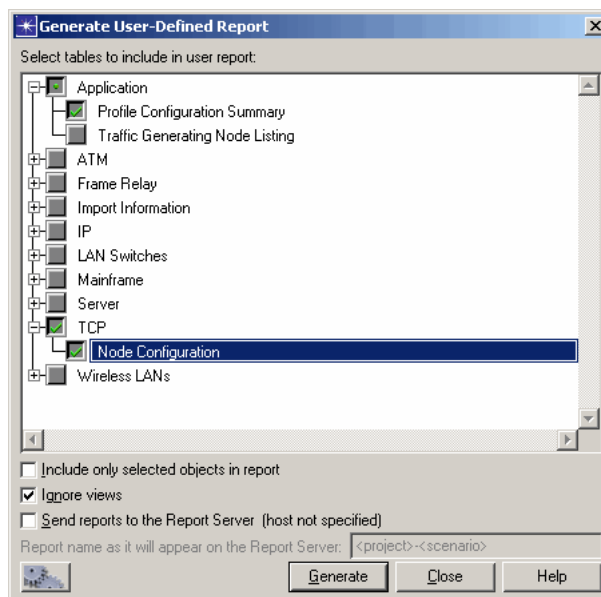 Generate User-Defined Report
Select tables to include in user report:
Application
Profile Configuration Summary
Traffic Generating Node Listing
ATM
Frame Relay
Import Information
IP
LAN Switches
Mainframe
Server
TCP
Node Configuration
Wireless LANs
Include only selected objects in report
Ignore views
Send reports to the Report Server (host not specified)
Report name as it will appear on the Report Server: <project>-<scenario>
Generate Close Help